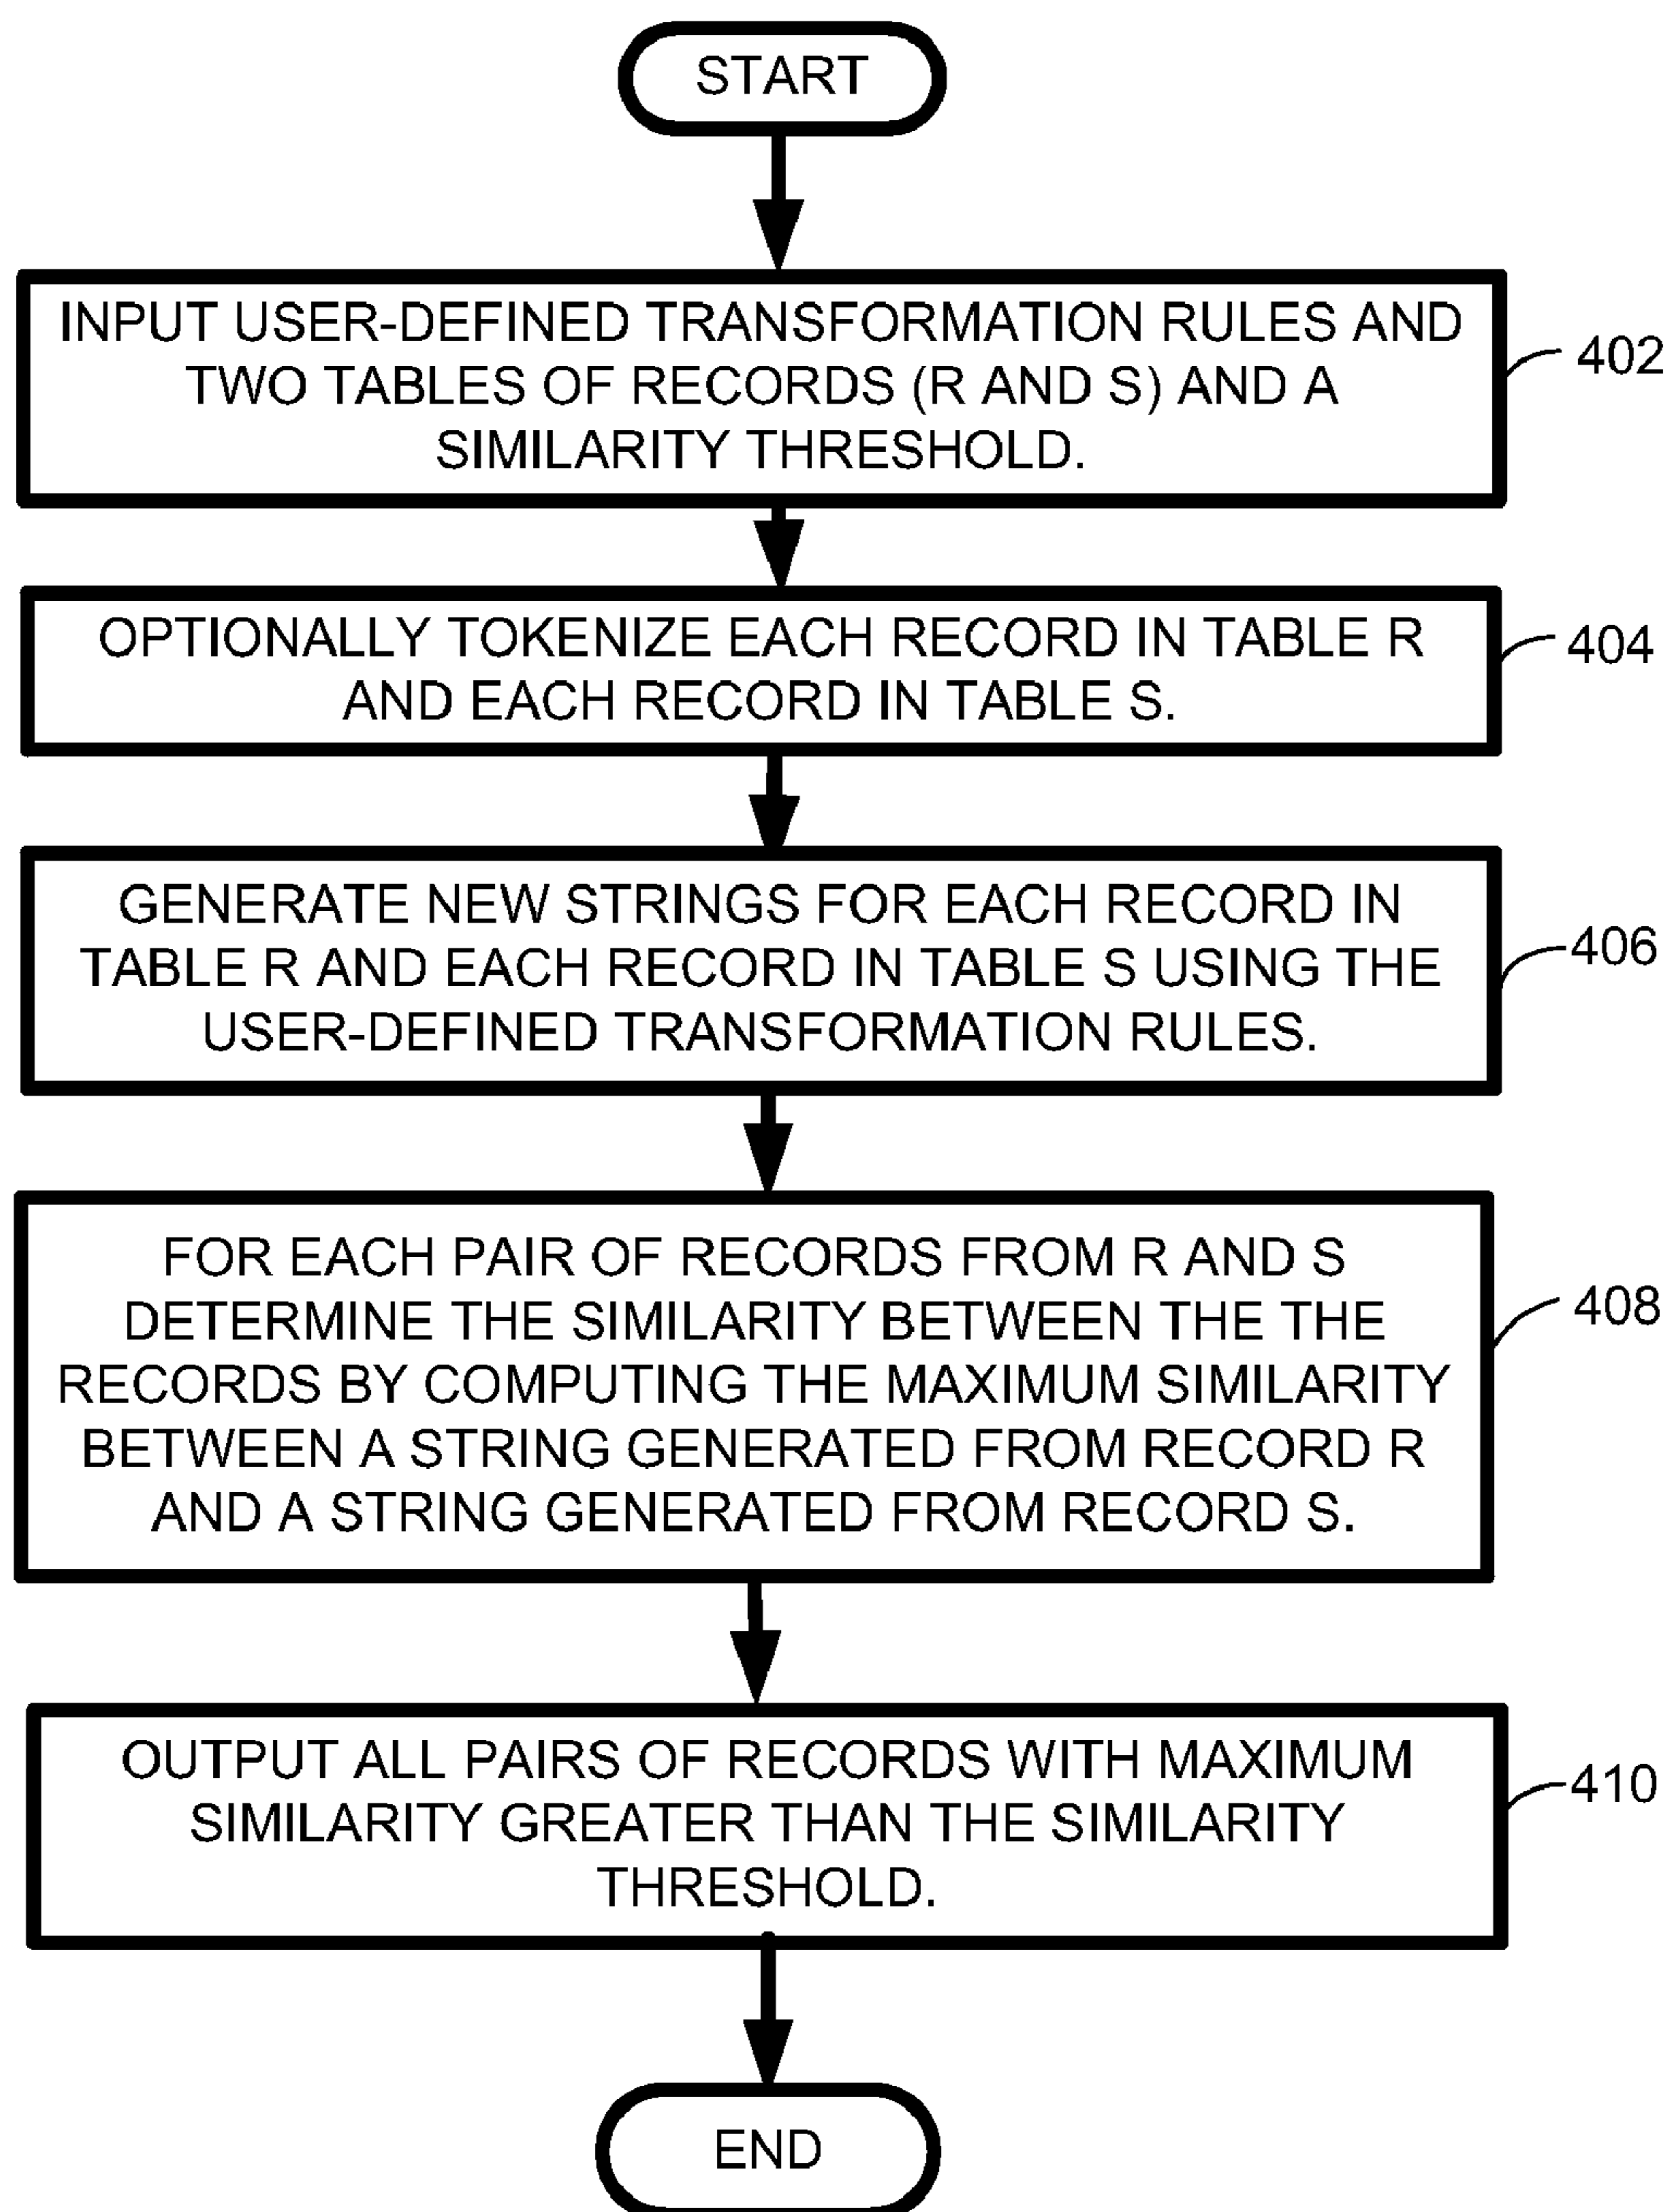 START
INPUT USER-DEFINED TRANSFORMATION RULES AND
TWO TABLES OF RECORDS (R AND S) AND A
SIMILARITY THRESHOLD.
402
OPTIONALLY TOKENIZE EACH RECORD IN TABLE R
AND EACH RECORD IN TABLE S.
404
GENERATE NEW STRINGS FOR EACH RECORD IN
TABLE R AND EACH RECORD IN TABLE S USING THE
USER-DEFINED TRANSFORMATION RULES.
406
FOR EACH PAIR OF RECORDS FROM R AND S
DETERMINE THE SIMILARITY BETWEEN THE THE
RECORDS BY COMPUTING THE MAXIMUM SIMILARITY
BETWEEN A STRING GENERATED FROM RECORD R
AND A STRING GENERATED FROM RECORD S.
408
OUTPUT ALL PAIRS OF RECORDS WITH MAXIMUM
SIMILARITY GREATER THAN THE SIMILARITY
THRESHOLD.
410
END